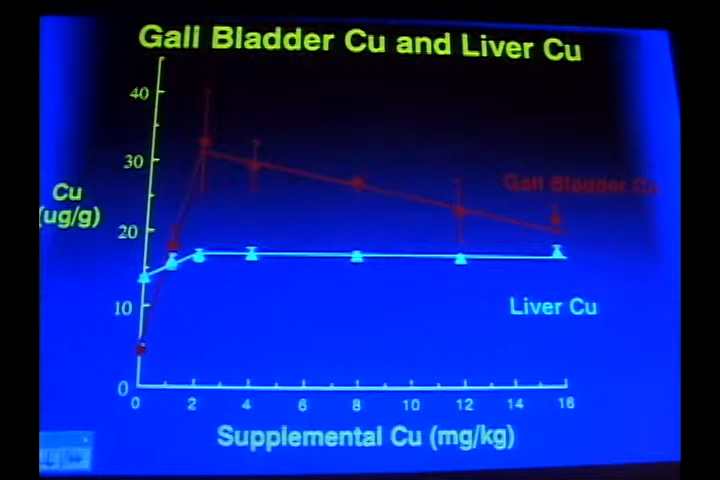 Gall Bladder Cu and Liver Cu
40
30
Cu
(ug/g)
20
10
0
Gall Bladder Cu
Liver Cu
0 2 4 6 8 10 12 14 16
Supplemental Cu (mg/kg)